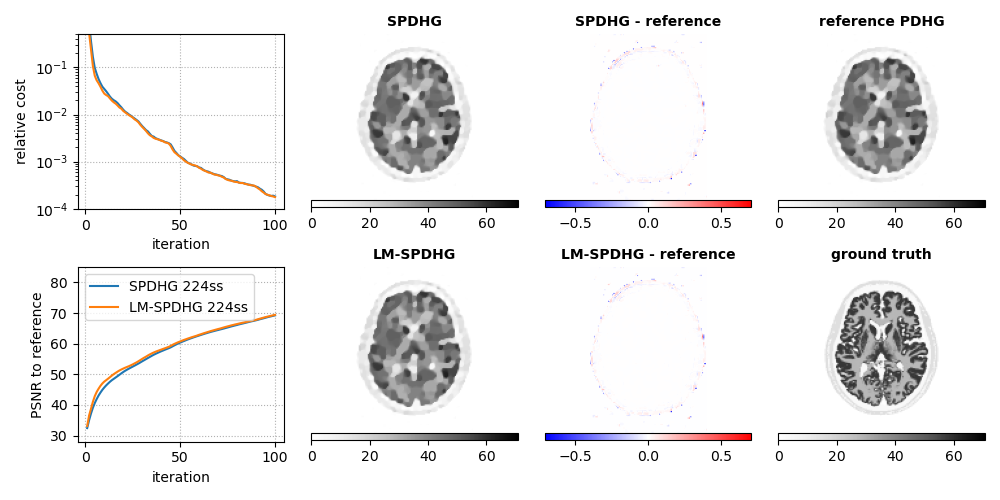 SPDHG
SPDHG - reference
reference PDHG
relative cost
10⁻¹
10⁻²
10⁻³
10⁻⁴
0 50 100
iteration
0 20 40 60
−0.5 0.0 0.5
0 20 40 60
LM-SPDHG
LM-SPDHG - reference
ground truth
PSNR to reference
80
70
60
50
40
30
SPDHG 224ss
LM-SPDHG 224ss
0 50 100
iteration
0 20 40 60
−0.5 0.0 0.5
0 20 40 60